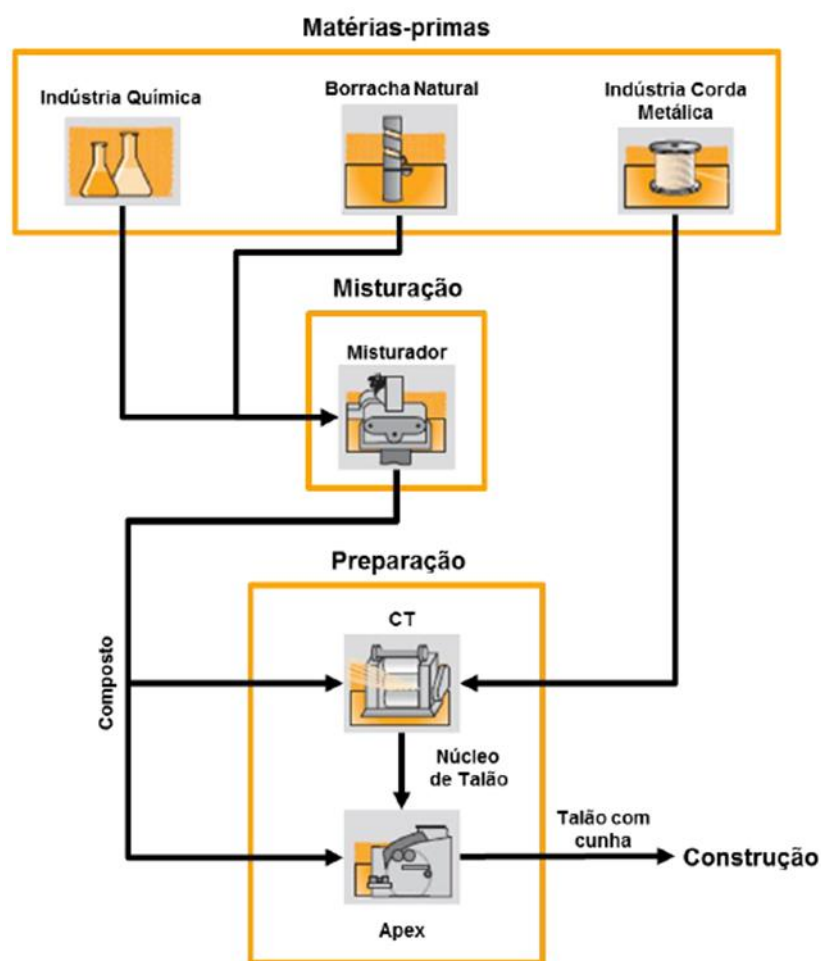 Matérias-primas
Indústria Química
Borracha Natural
Indústria Corda
Metálica
Misturação
Misturador
Preparação
CT
Composto
Núcleo
de Talão
Talão com
cunha
Construção
Apex